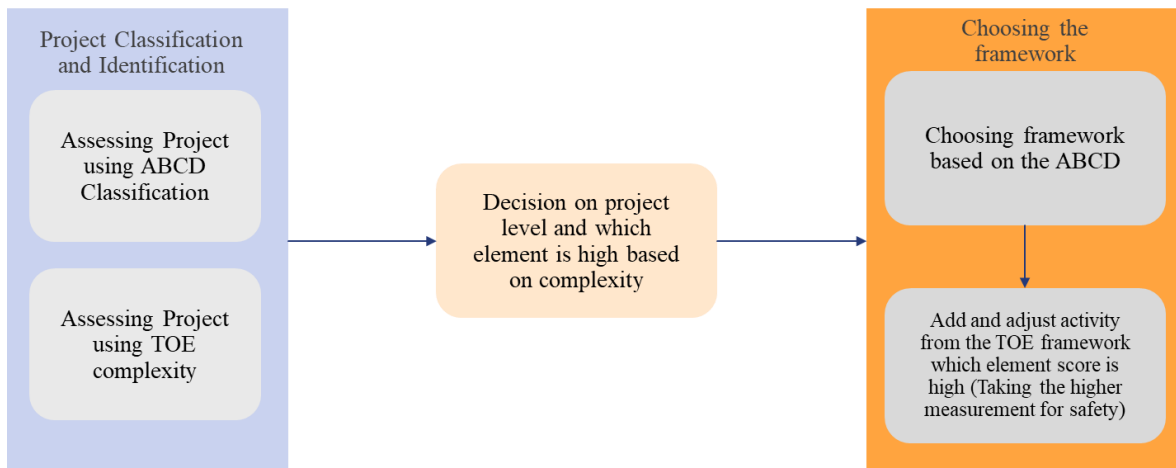 Project Classification
and Identification
Assessing Project
using ABCD
Classification
Assessing Project
using TOE
complexity
Decision on project
level and which
element is high based
on complexity
Choosing the
framework
Choosing framework
based on the ABCD
Add and adjust activity
from the TOE framework
which element score is
high (Taking the higher
measurement for safety)